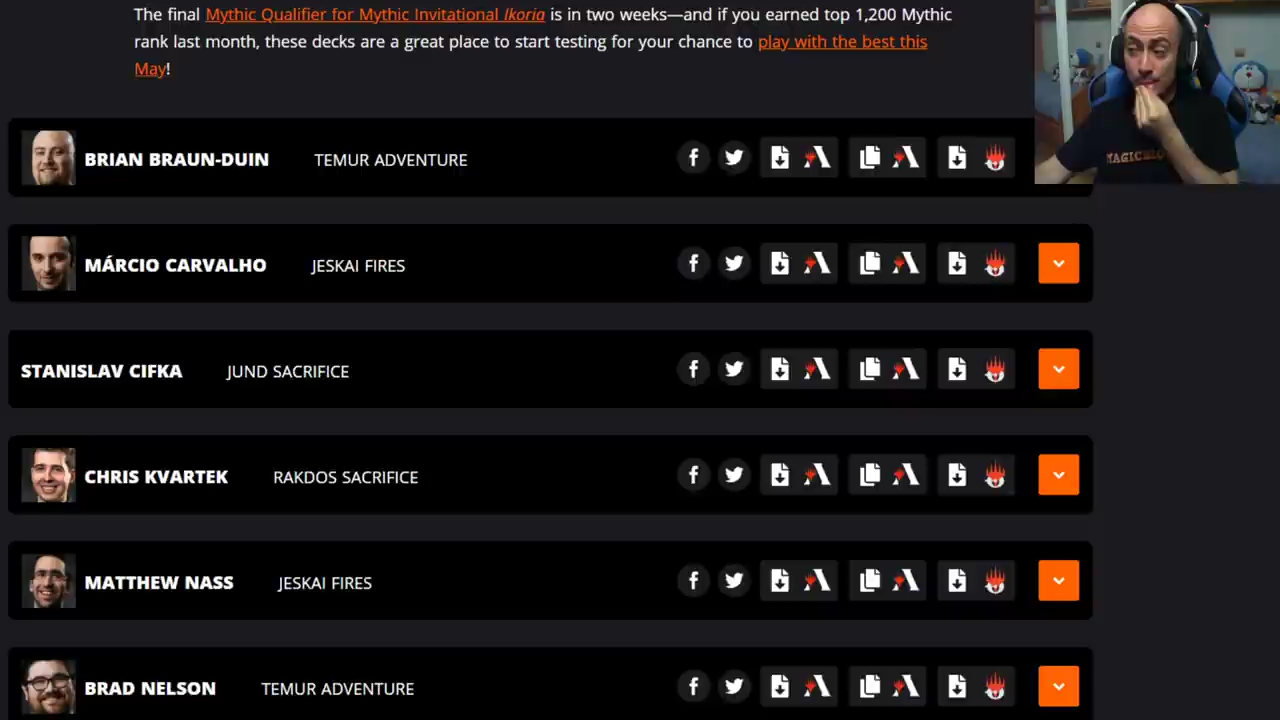 The final Mythic Qualifier for Mythic Invitational Ikoria is in two weeks—and if you earned top 1,200 Mythic
rank last month, these decks are a great place to start testing for your chance to play with the best this
May!
BRIAN BRAUN-DUIN TEMUR ADVENTURE
MÁRCIO CARVALHO JESKAI FIRES
STANISLAV CIFKA JUND SACRIFICE
CHRIS KVARTEK RAKDOS SACRIFICE
MATTHEW NASS JESKAI FIRES
BRAD NELSON TEMUR ADVENTURE